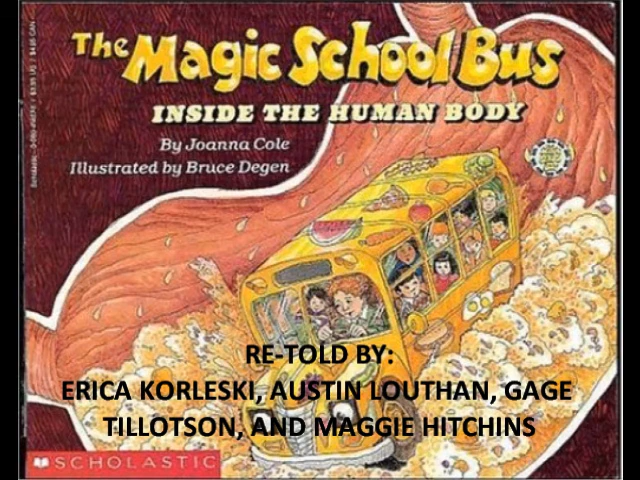 The Magic School Bus
INSIDE THE HUMAN BODY
By Joanna Cole
Illustrated by Bruce Degen
RE-TOLD BY:
ERICA KORLESKI, AUSTIN LOUTHAN, GAGE
TILLOTSON, AND MAGGIE HITCHINS
SCHOLASTIC